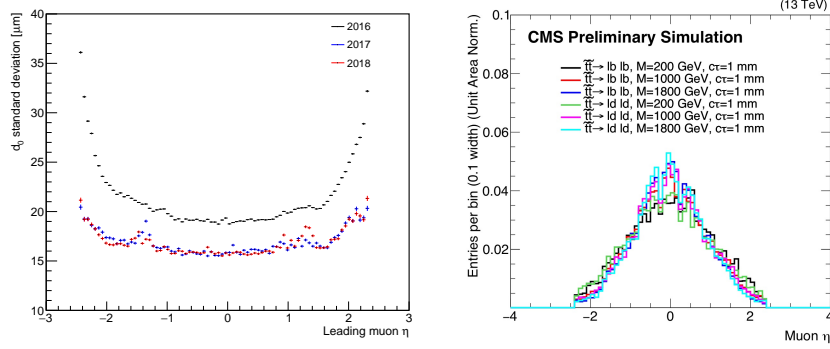 d0 standard deviation [μm]
40
35
30
25
20
15
10
2016
2017
2018
−3
−2
−1
0
1
2
3
Leading muon η
(13 TeV)
Entries per bin (0.1 width) (Unit Area Norm.)
0.1
0.08
0.06
0.04
0.02
CMS Preliminary Simulation
t̃t̃→ lb lb, M=200 GeV, cτ=1 mm
t̃t̃→ lb lb, M=1000 GeV, cτ=1 mm
t̃t̃→ lb lb, M=1800 GeV, cτ=1 mm
t̃t̃→ ld ld, M=200 GeV, cτ=1 mm
t̃t̃→ ld ld, M=1000 GeV, cτ=1 mm
t̃t̃→ ld ld, M=1800 GeV, cτ=1 mm
−4
−2
0
2
4
Muon η